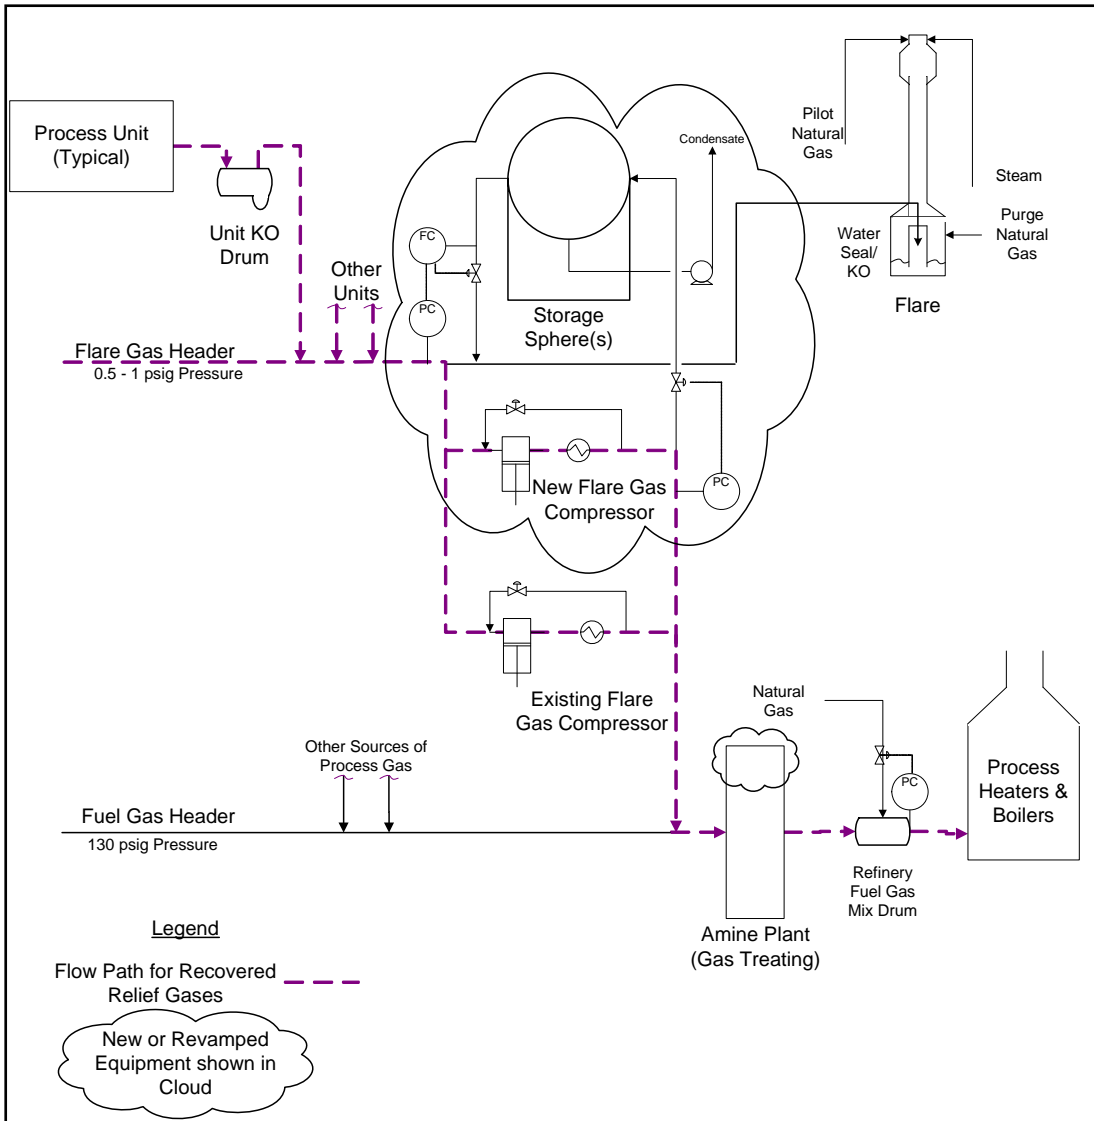 Process Unit
(Typical)
Unit KO
Drum
Other
Units
Flare Gas Header
0.5 - 1 psig Pressure
FC
PC
Storage
Sphere(s)
Condensate
Pilot
Natural
Gas
Steam
Water
Seal/
KO
Purge
Natural
Gas
Flare
New Flare Gas
Compressor
PC
Existing Flare
Gas Compressor
Other Sources of
Process Gas
Fuel Gas Header
130 psig Pressure
Natural
Gas
PC
Process
Heaters &
Boilers
Refinery
Fuel Gas
Mix Drum
Amine Plant
(Gas Treating)
Legend
Flow Path for Recovered
Relief Gases
New or Revamped
Equipment shown in
Cloud